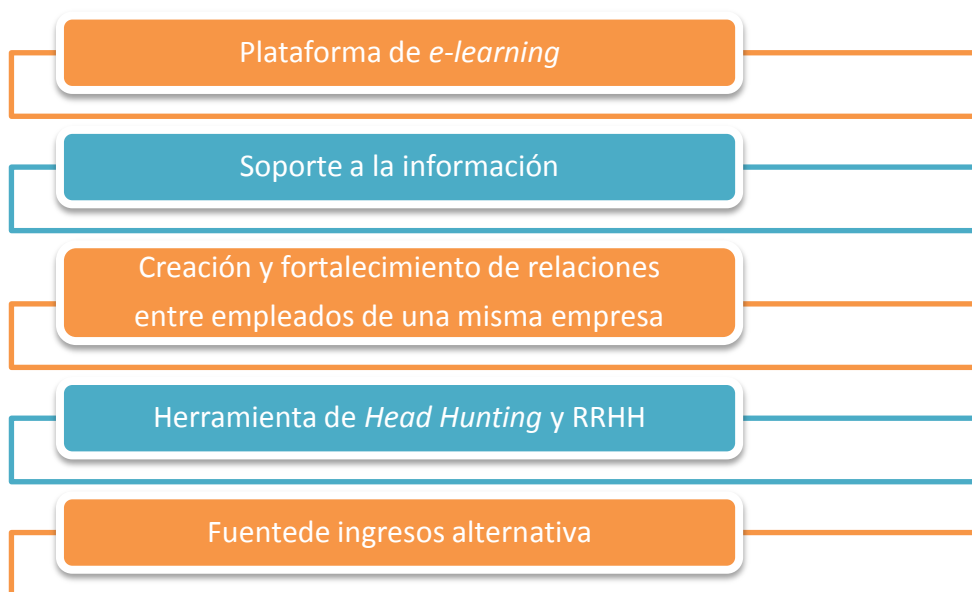 Plataforma de e-learning
Soporte a la información
Creación y fortalecimiento de relaciones
entre empleados de una misma empresa
Herramienta de Head Hunting y RRHH
Fuentede ingresos alternativa